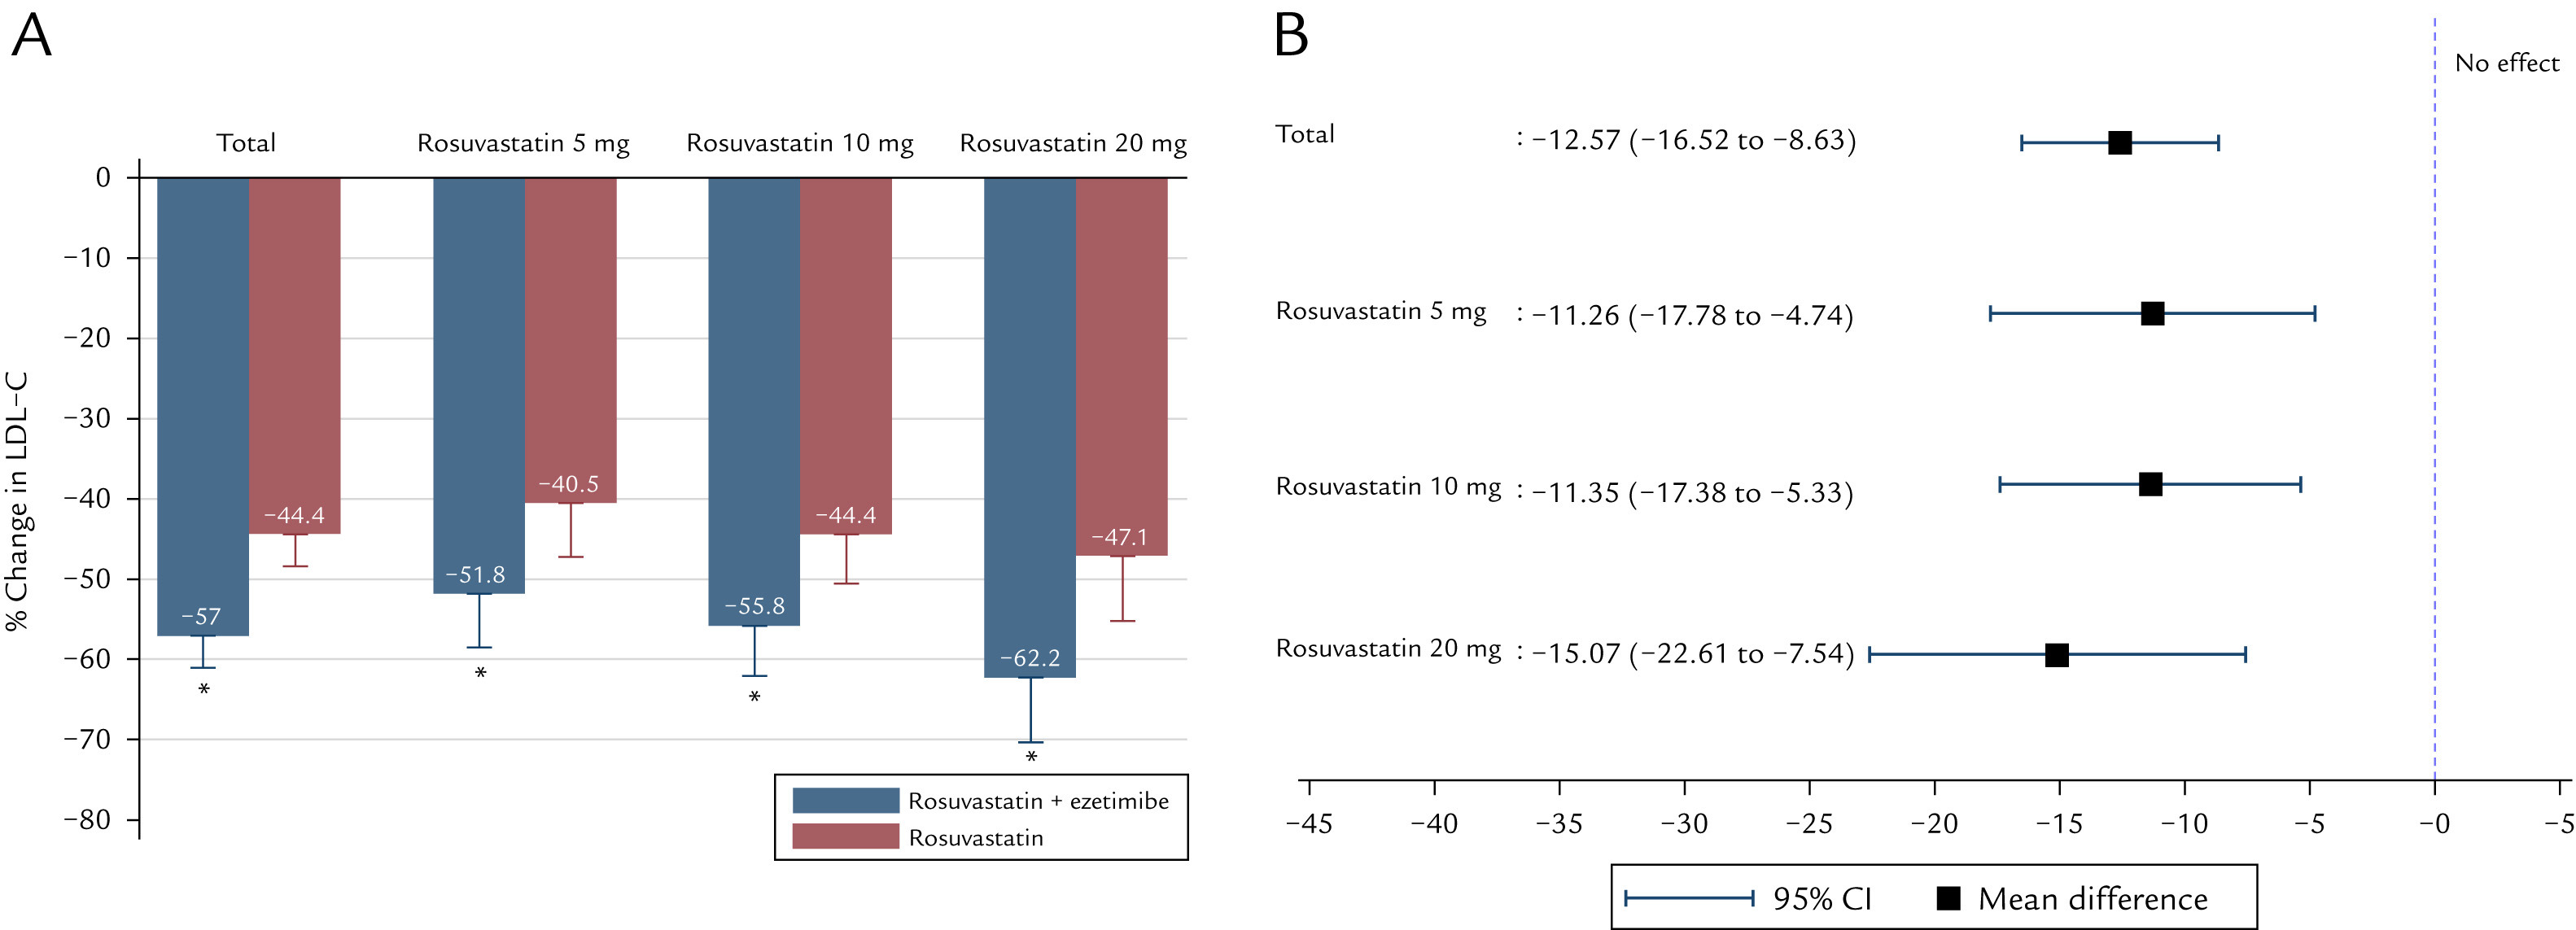 A
Total Rosuvastatin 5 mg Rosuvastatin 10 mg Rosuvastatin 20 mg
% Change in LDL-C
0
−10
−20
−30
−40
−50
−60
−70
−80
−57
−44.4
−51.8
−40.5
−55.8
−44.4
−62.2
−47.1
*
*
*
*
Rosuvastatin + ezetimibe
Rosuvastatin
B
No effect
Total : −12.57 (−16.52 to −8.63)
Rosuvastatin 5 mg : −11.26 (−17.78 to −4.74)
Rosuvastatin 10 mg : −11.35 (−17.38 to −5.33)
Rosuvastatin 20 mg : −15.07 (−22.61 to −7.54)
−45 −40 −35 −30 −25 −20 −15 −10 −5 −0 −5
95% CI Mean difference